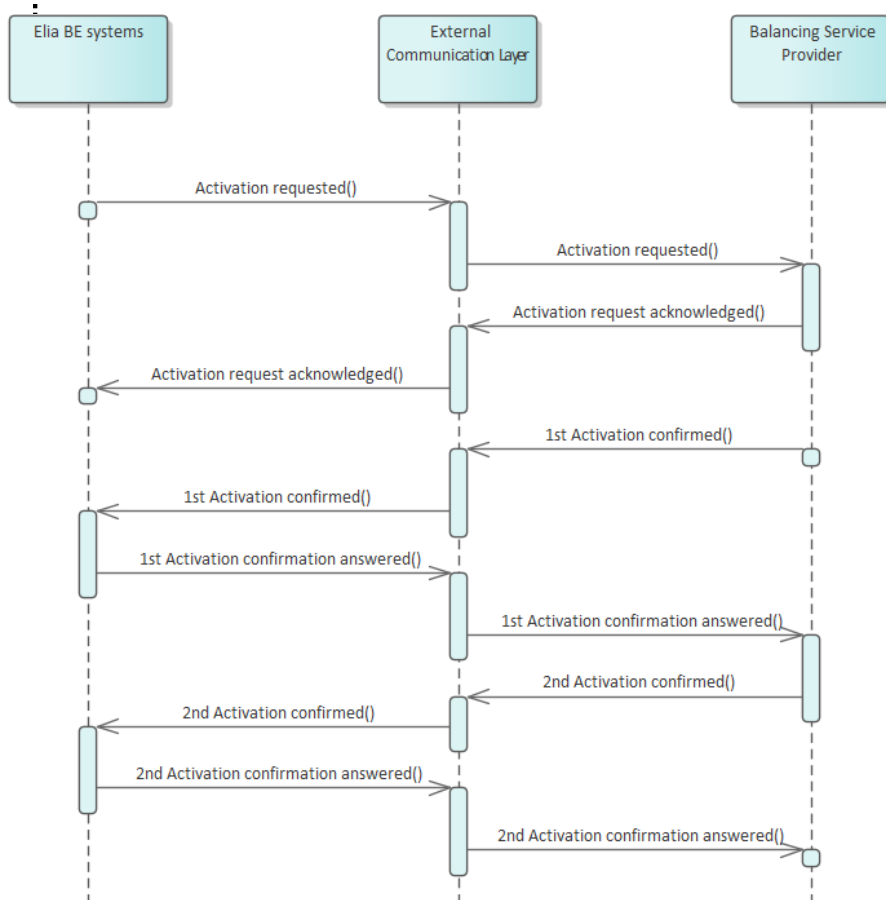 Elia BE systems
External
Communication Layer
Balancing Service
Provider
Activation requested()
Activation requested()
Activation request acknowledged()
Activation request acknowledged()
1st Activation confirmed()
1st Activation confirmed()
1st Activation confirmation answered()
1st Activation confirmation answered()
2nd Activation confirmed()
2nd Activation confirmed()
2nd Activation confirmation answered()
2nd Activation confirmation answered()